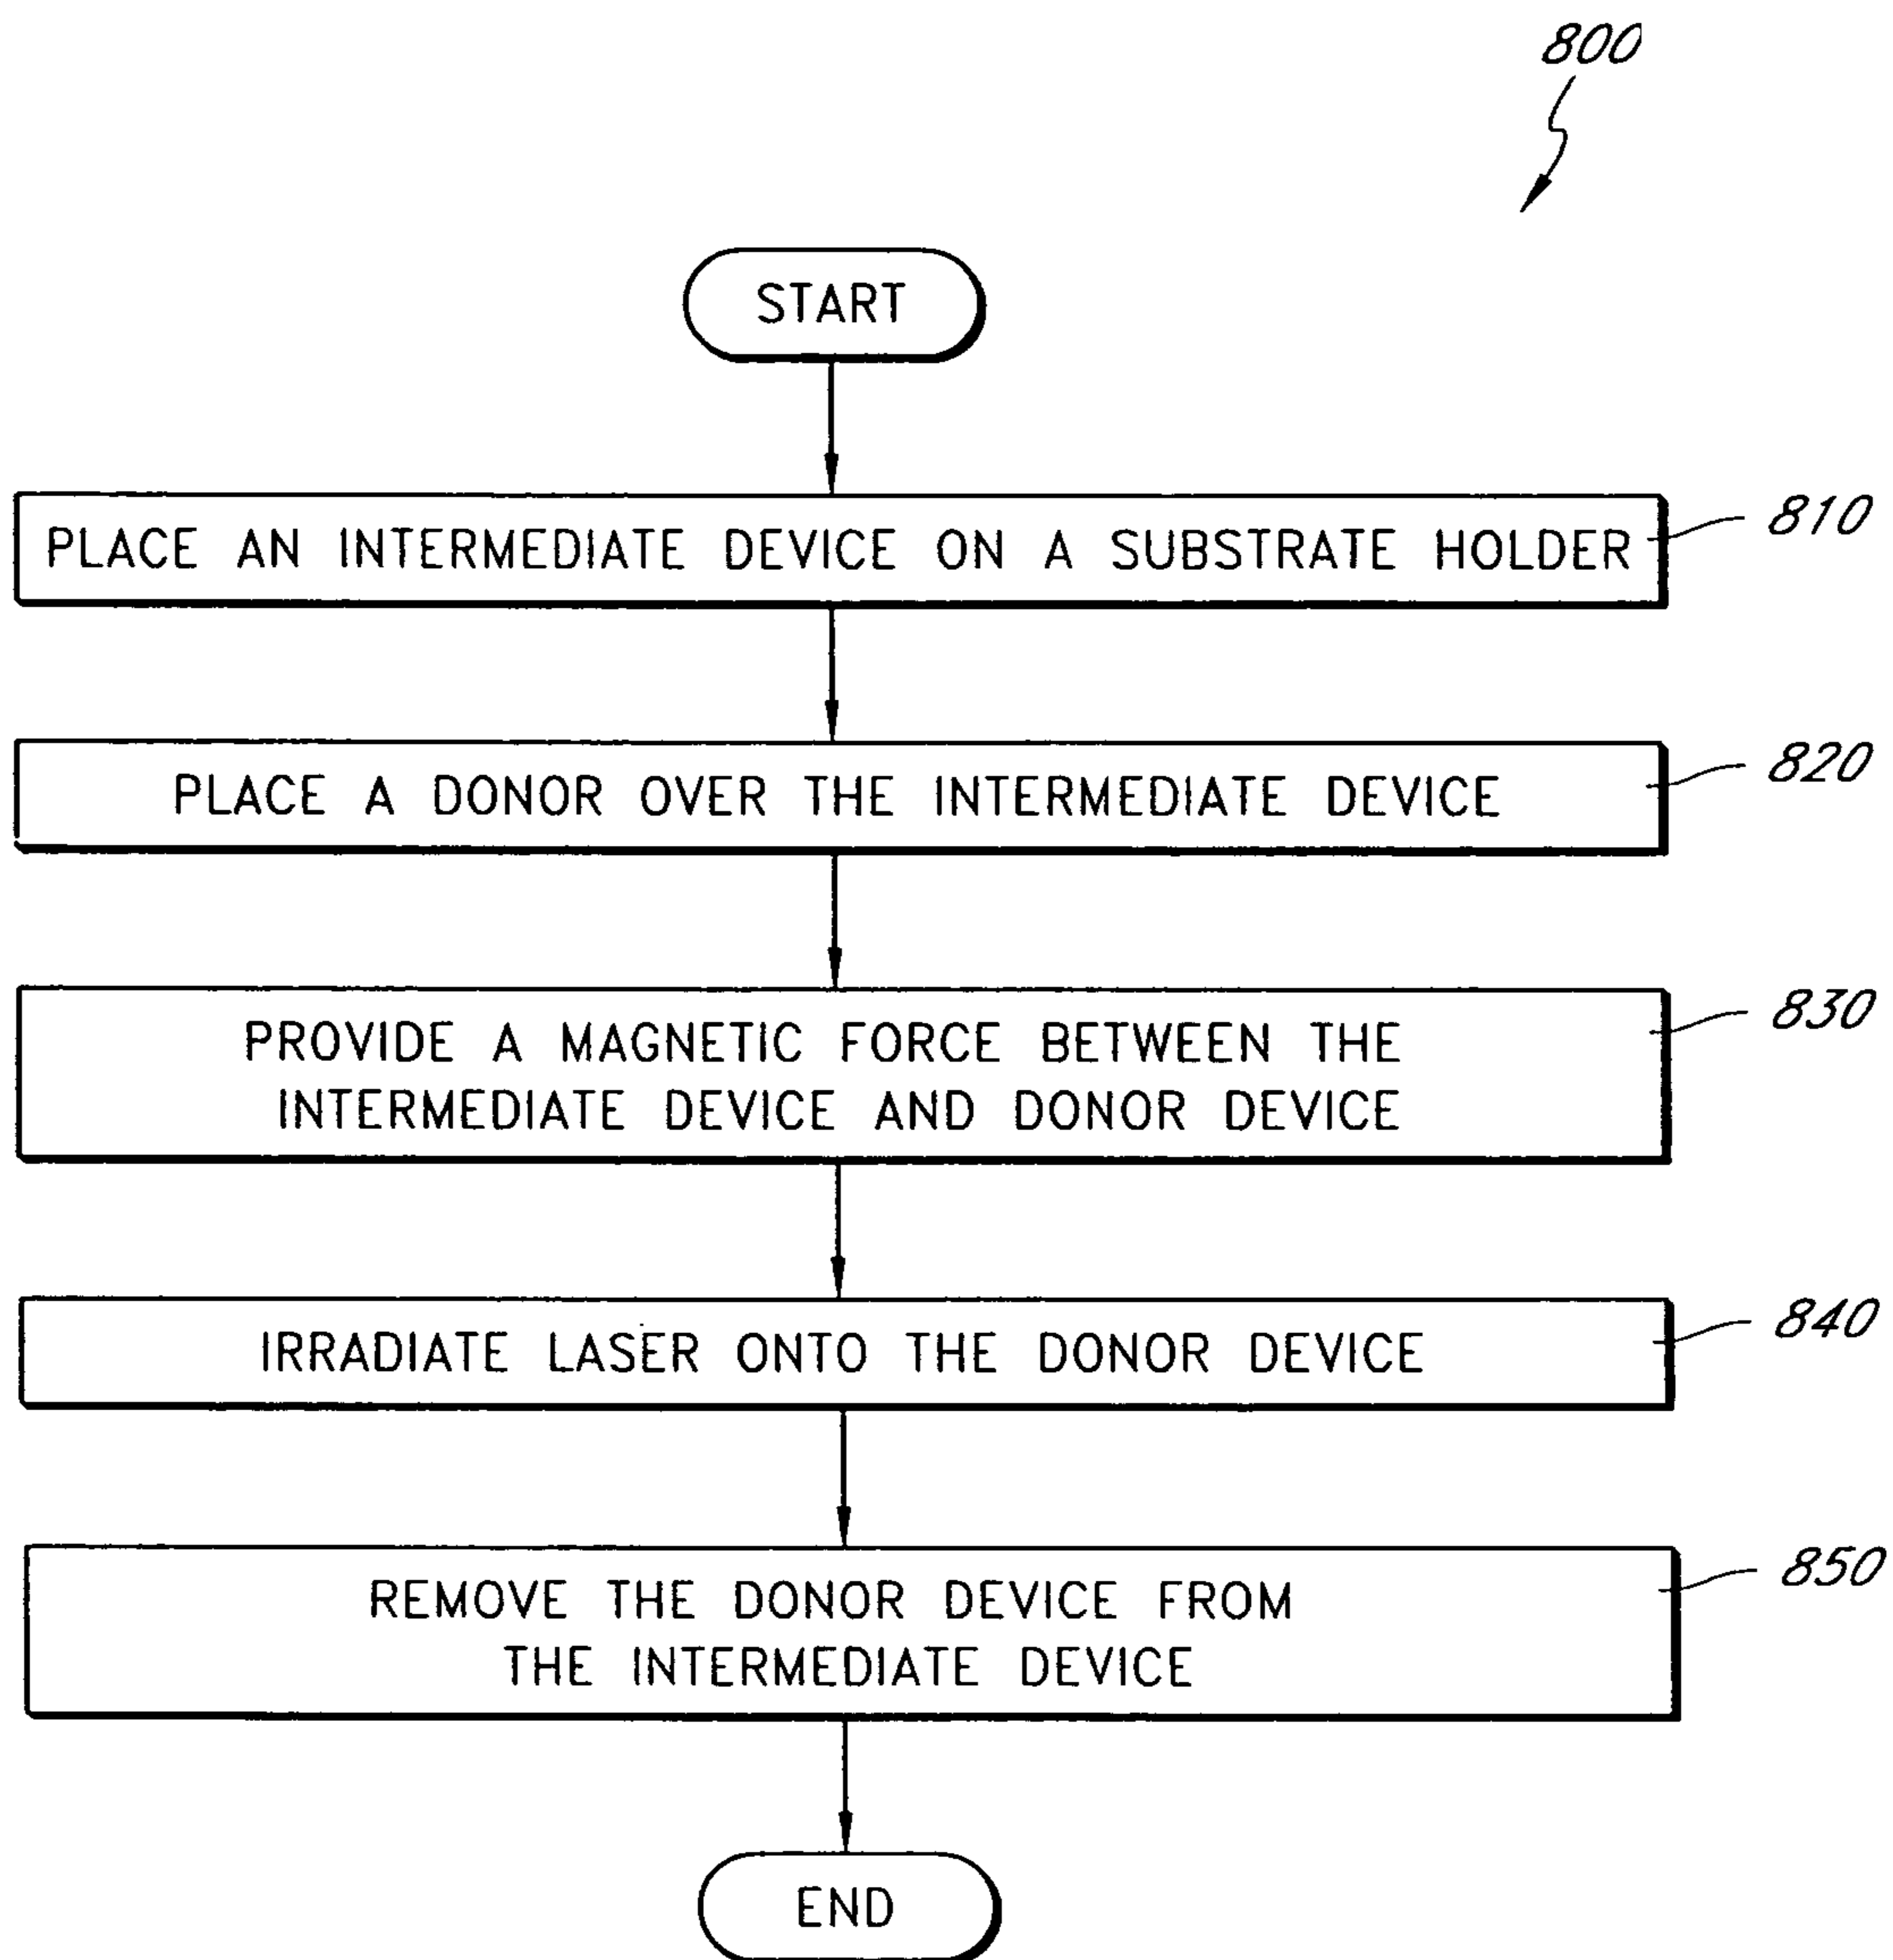 800
START
PLACE AN INTERMEDIATE DEVICE ON A SUBSTRATE HOLDER
810
PLACE A DONOR OVER THE INTERMEDIATE DEVICE
820
PROVIDE A MAGNETIC FORCE BETWEEN THE
INTERMEDIATE DEVICE AND DONOR DEVICE
830
IRRADIATE LASER ONTO THE DONOR DEVICE
840
REMOVE THE DONOR DEVICE FROM
THE INTERMEDIATE DEVICE
850
END